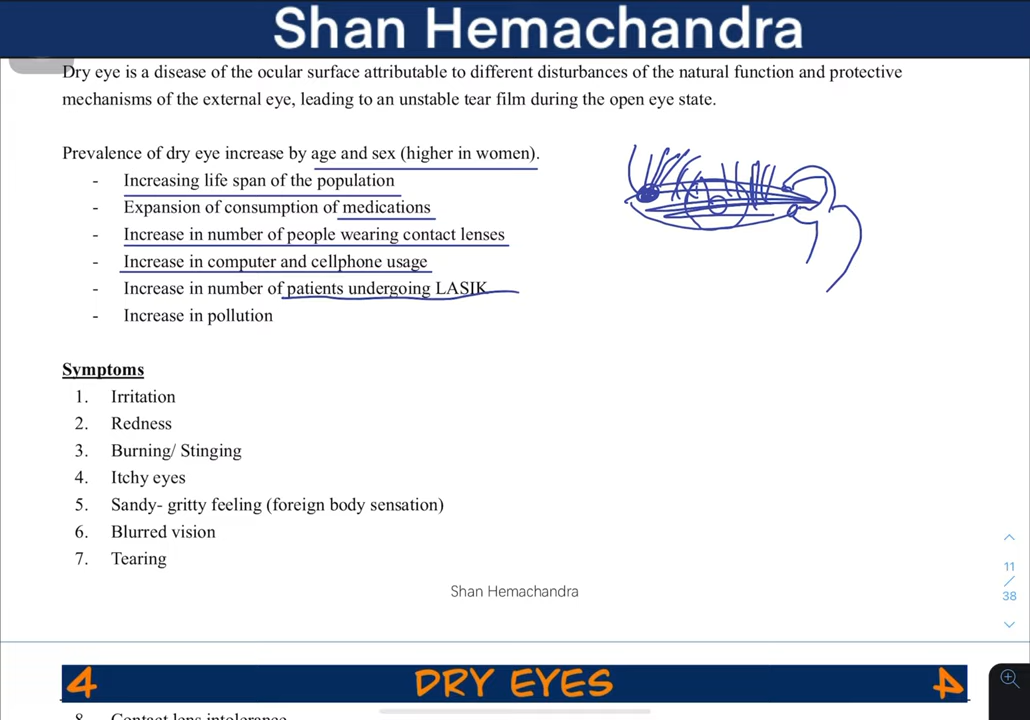 Shan Hemachandra
Dry eye is a disease of the ocular surface attributable to different disturbances of the natural function and protective
mechanisms of the external eye, leading to an unstable tear film during the open eye state.
Prevalence of dry eye increase by age and sex (higher in women).
- Increasing life span of the population
- Expansion of consumption of medications
- Increase in number of people wearing contact lenses
- Increase in computer and cellphone usage
- Increase in number of patients undergoing LASIK
- Increase in pollution
Symptoms
1. Irritation
2. Redness
3. Burning/ Stinging
4. Itchy eyes
5. Sandy- gritty feeling (foreign body sensation)
6. Blurred vision
7. Tearing
Shan Hemachandra
11
/
38
4 DRY EYES 4
8. Contact lens intolerance